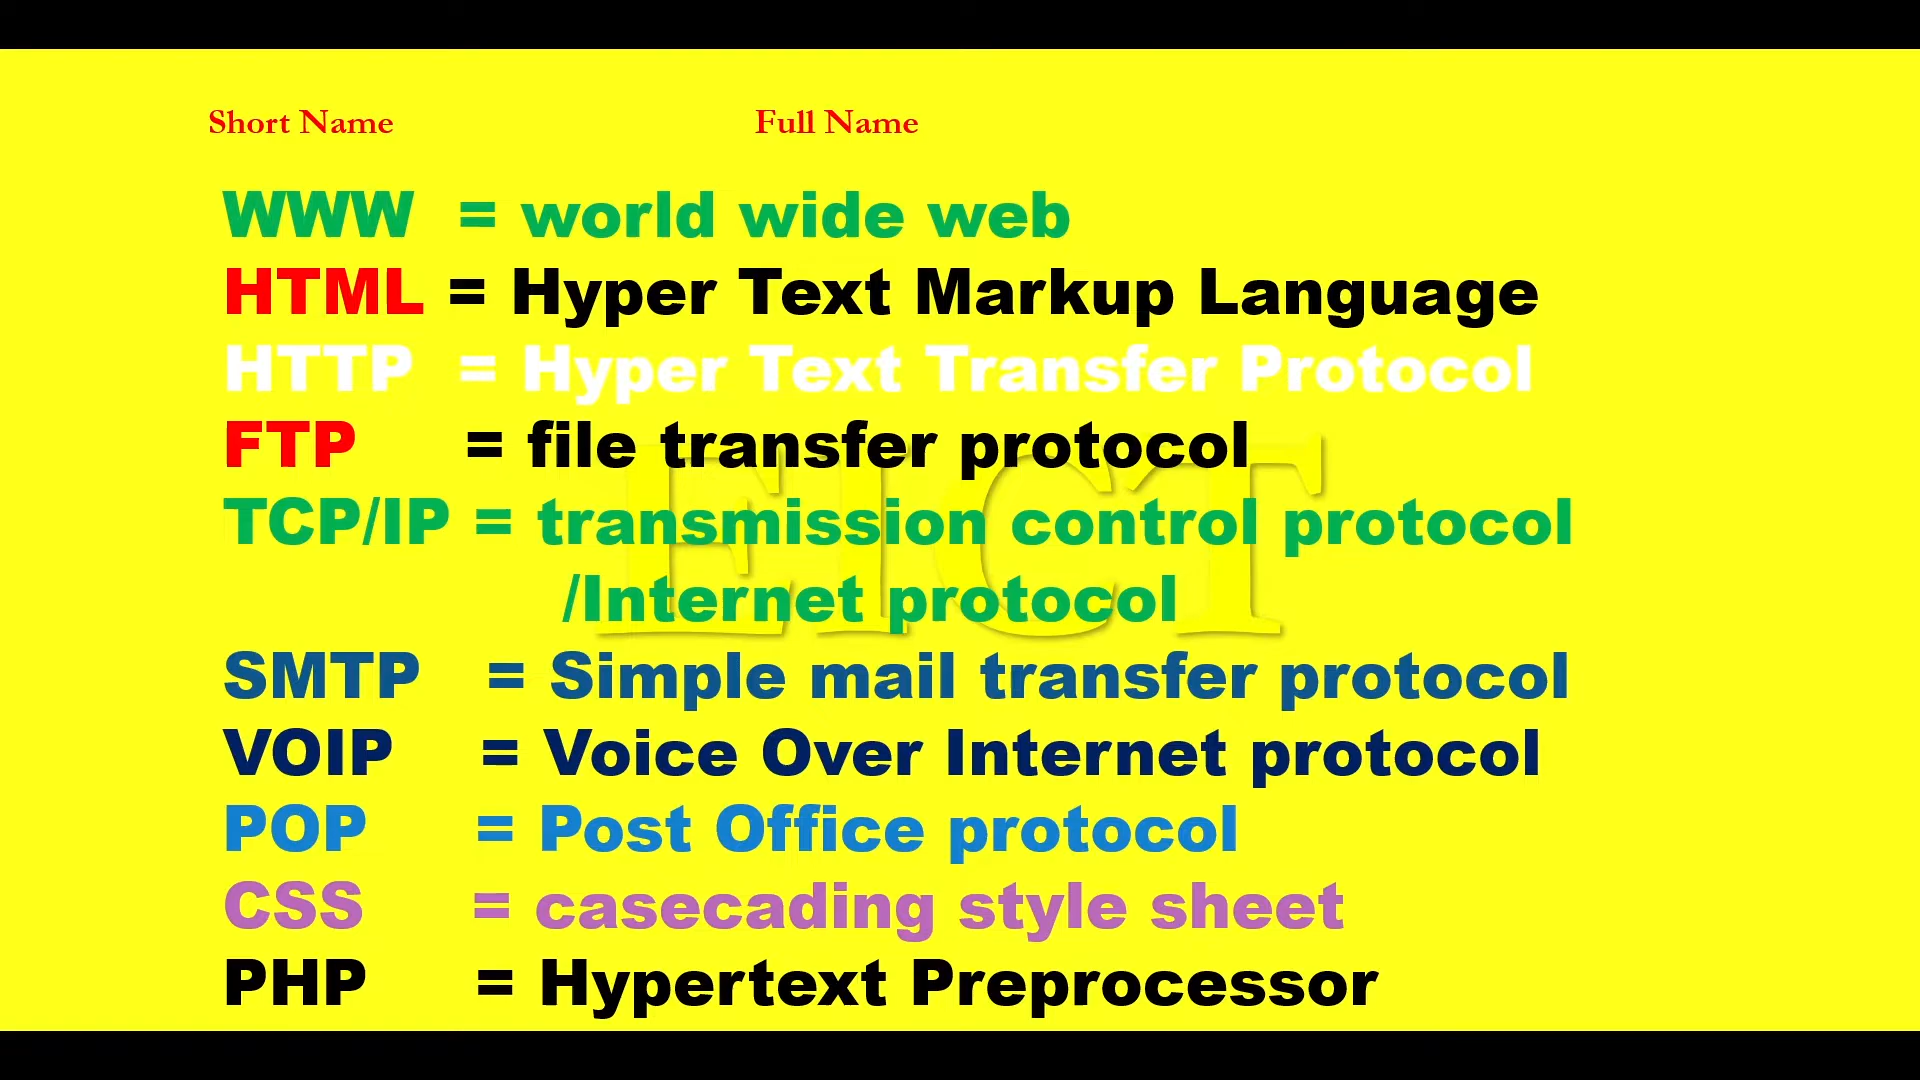 Short Name Full Name
WWW = world wide web
HTML = Hyper Text Markup Language
HTTP = Hyper Text Transfer Protocol
FTP = file transfer protocol
TCP/IP = transmission control protocol
/Internet protocol
EICT
SMTP = Simple mail transfer protocol
VOIP = Voice Over Internet protocol
POP = Post Office protocol
CSS = casecading style sheet
PHP = Hypertext Preprocessor